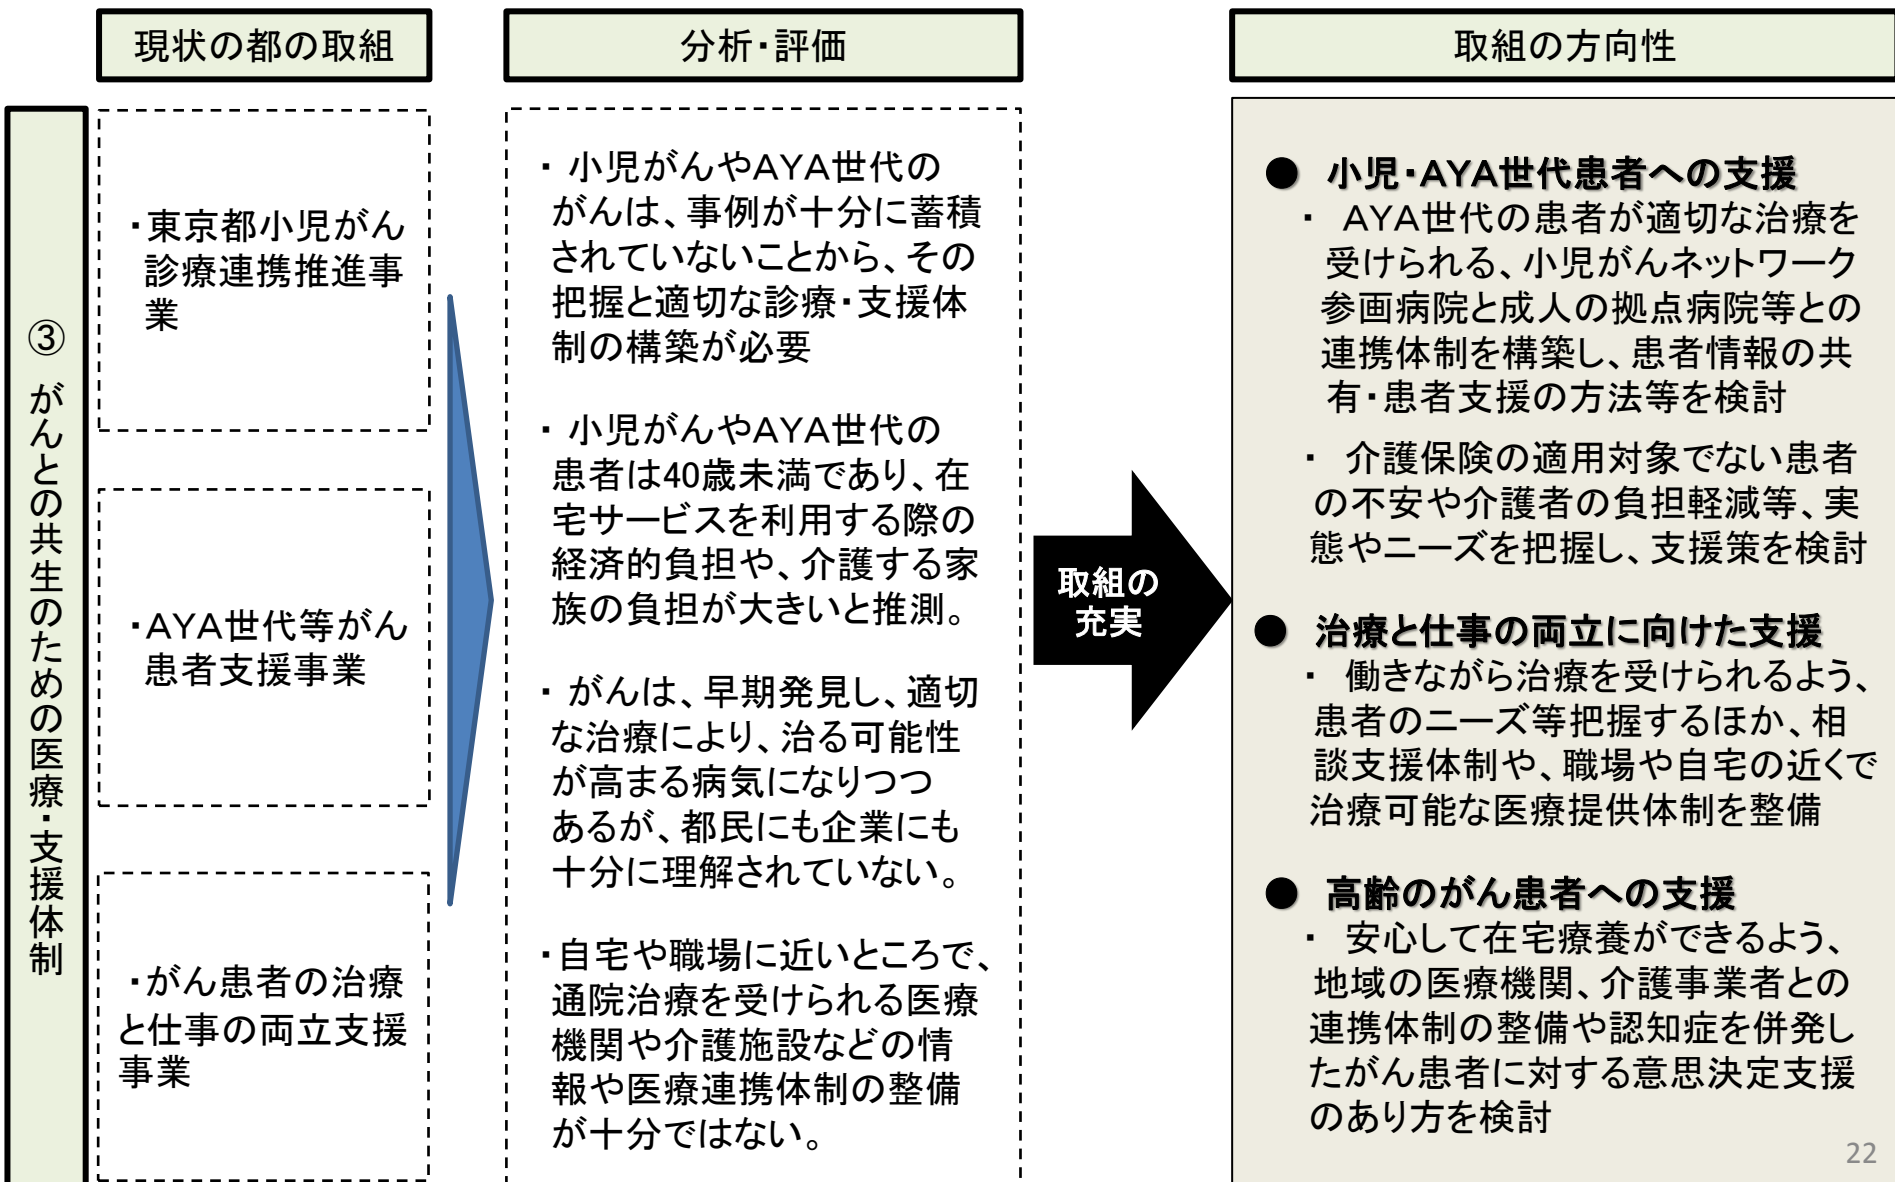 現状の都の取組
分析・評価
取組の方向性
③ がんとの共生のための医療・支援体制
・東京都小児がん
診療連携推進事
業
・AYA世代等がん
患者支援事業
・がん患者の治療
と仕事の両立支援
事業
・ 小児がんやAYA世代の
がんは、事例が十分に蓄積
されていないことから、その
把握と適切な診療・支援体
制の構築が必要
・ 小児がんやAYA世代の
患者は40歳未満であり、在
宅サービスを利用する際の
経済的負担や、介護する家
族の負担が大きいと推測。
・ がんは、早期発見し、適切
な治療により、治る可能性
が高まる病気になりつつ
あるが、都民にも企業にも
十分に理解されていない。
・自宅や職場に近いところで、
通院治療を受けられる医療
機関や介護施設などの情
報や医療連携体制の整備
が十分ではない。
取組の
充実
● 小児・AYA世代患者への支援
・ AYA世代の患者が適切な治療を
受けられる、小児がんネットワーク
参画病院と成人の拠点病院等との
連携体制を構築し、患者情報の共
有・患者支援の方法等を検討
・ 介護保険の適用対象でない患者
の不安や介護者の負担軽減等、実
態やニーズを把握し、支援策を検討
● 治療と仕事の両立に向けた支援
・ 働きながら治療を受けられるよう、
患者のニーズ等把握するほか、相
談支援体制や、職場や自宅の近くで
治療可能な医療提供体制を整備
● 高齢のがん患者への支援
・ 安心して在宅療養ができるよう、
地域の医療機関、介護事業者との
連携体制の整備や認知症を併発し
たがん患者に対する意思決定支援
のあり方を検討
22